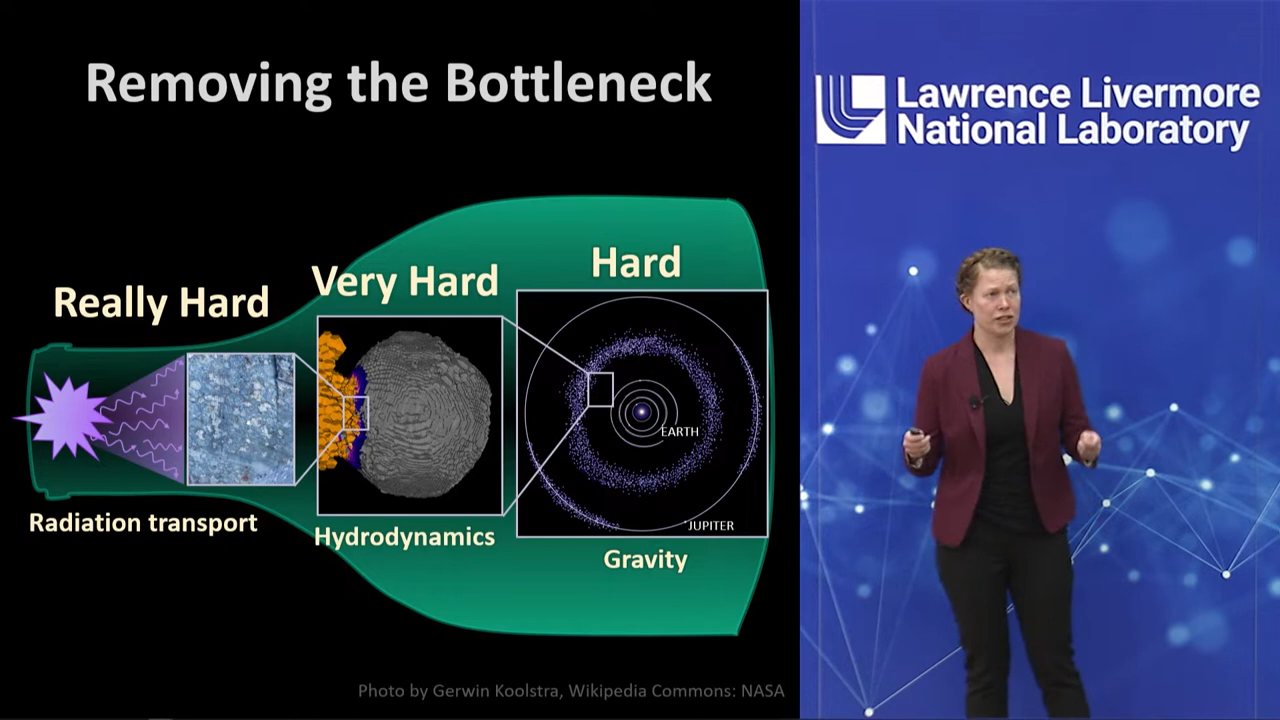 Removing the Bottleneck
Really Hard
Very Hard
Hard
EARTH
JUPITER
Radiation transport
Hydrodynamics
Gravity
Photo by Gerwin Koolstra, Wikipedia Commons: NASA
Lawrence Livermore
National Laboratory